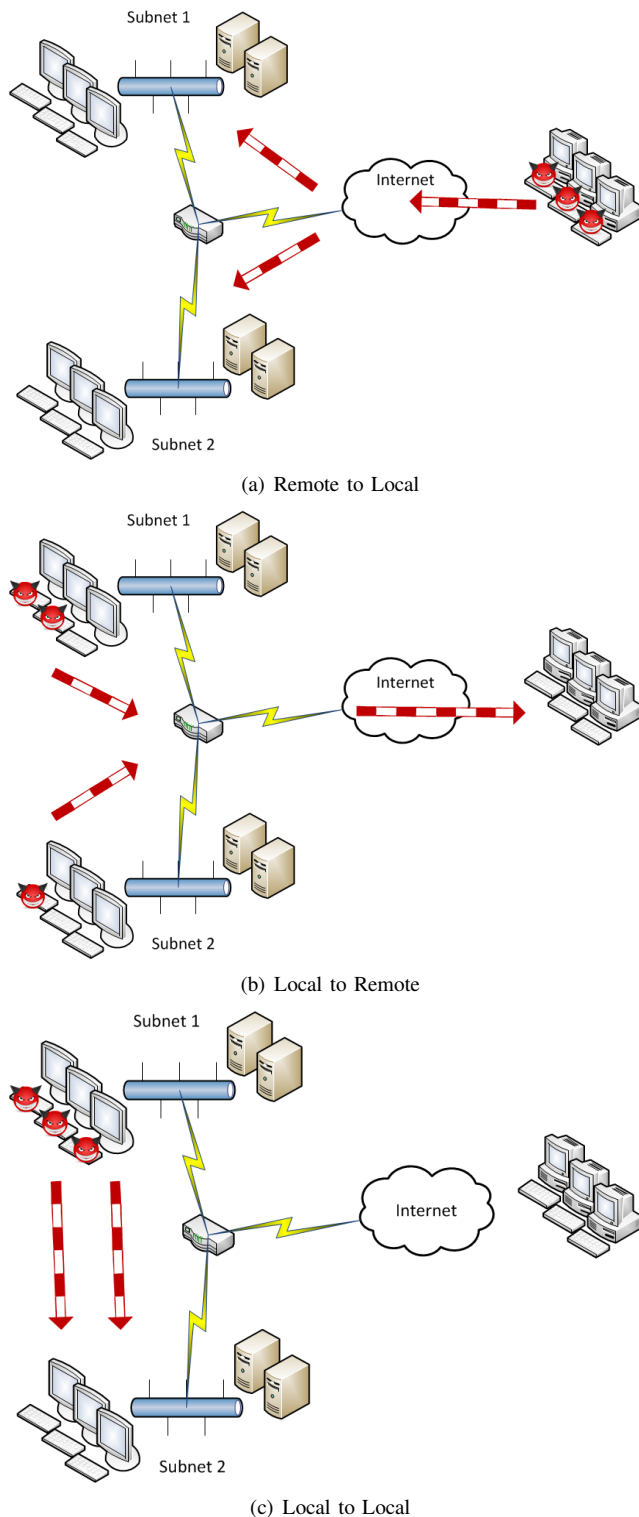 Subnet 1
Internet
Subnet 2
(a) Remote to Local
Subnet 1
Internet
Subnet 2
(b) Local to Remote
Subnet 1
Internet
Subnet 2
(c) Local to Local